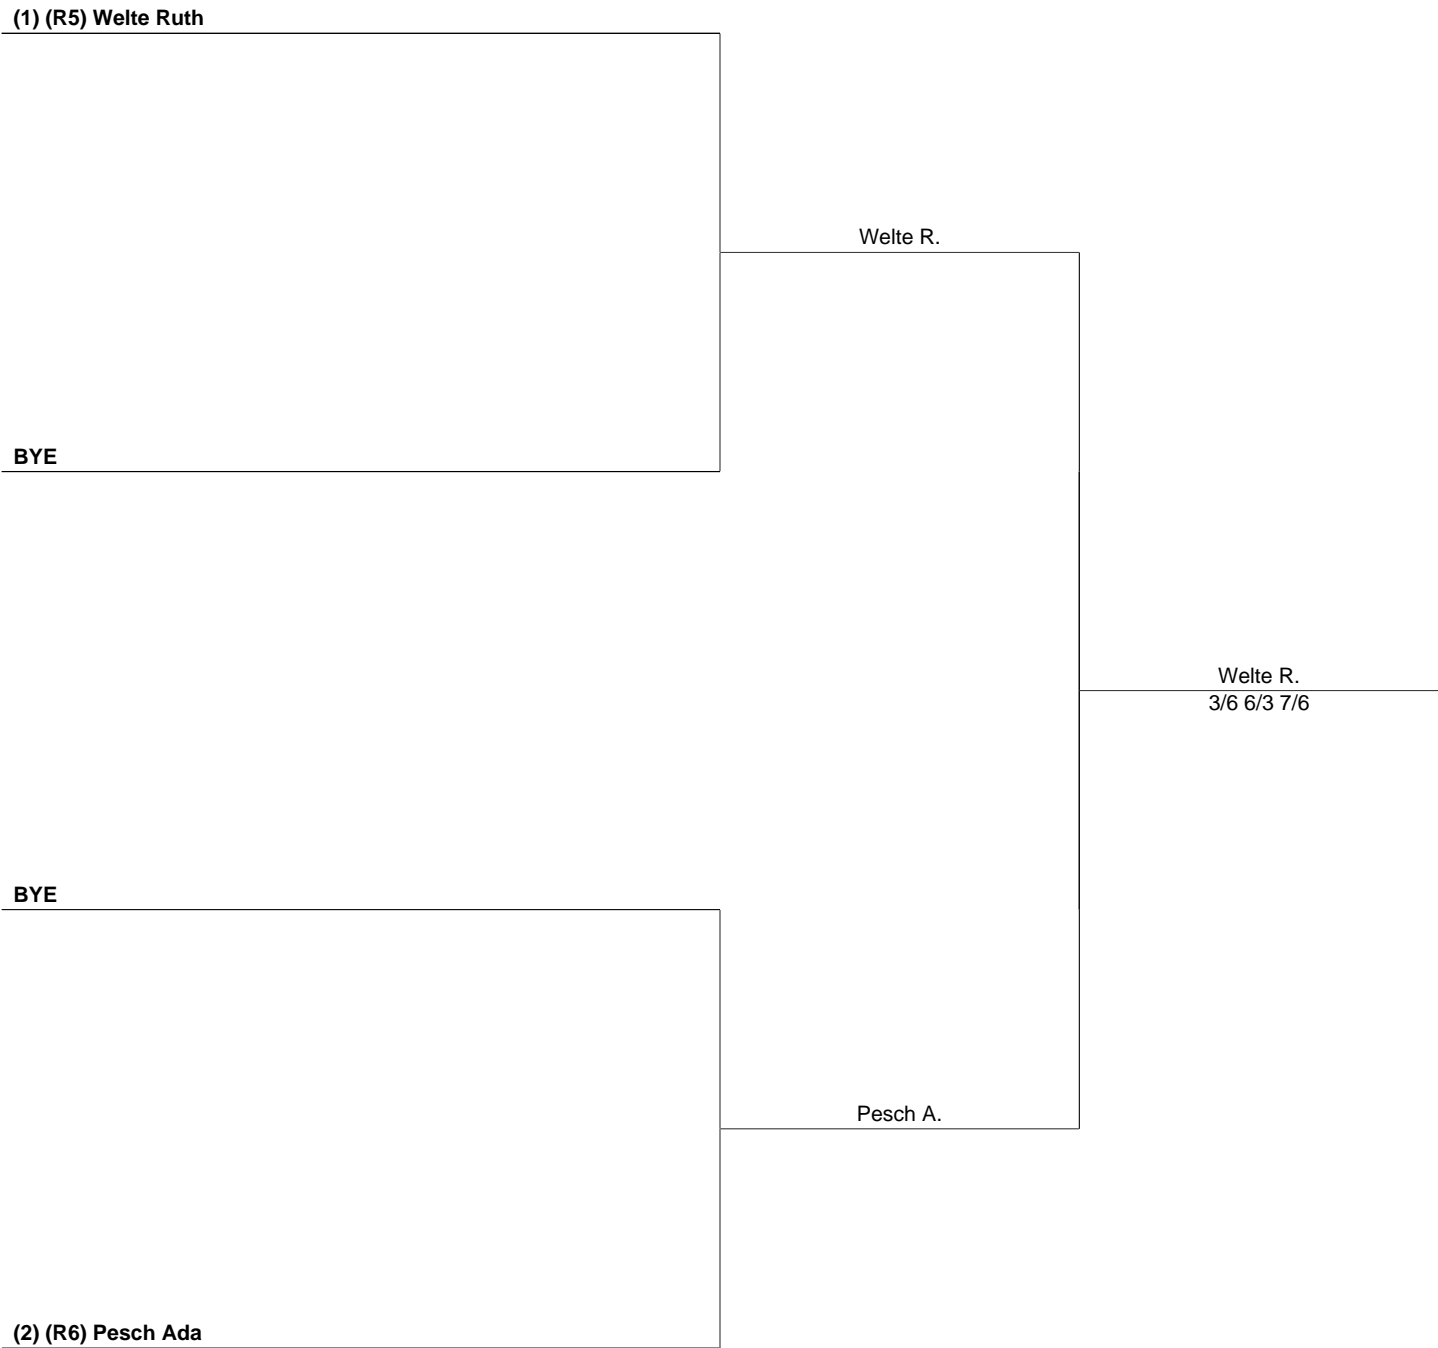 (1) (R5) Welte Ruth
Welte R.
BYE
Welte R.
3/6 6/3 7/6
BYE
Pesch A.
(2) (R6) Pesch Ada